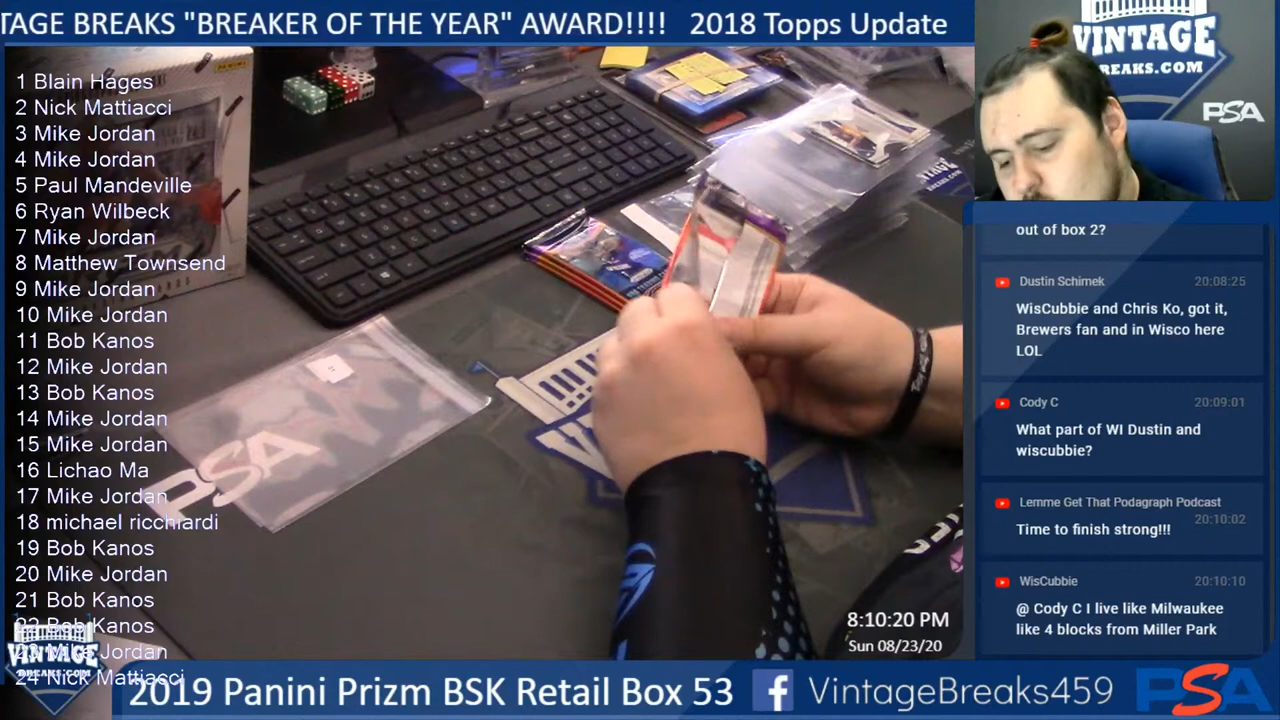 TAGE BREAKS "BREAKER OF THE YEAR" AWARD!!!! 2018 Topps Update
1 Blain Hages
2 Nick Mattiacci
3 Mike Jordan
4 Mike Jordan
5 Paul Mandeville
6 Ryan Wilbeck
7 Mike Jordan
8 Matthew Townsend
9 Mike Jordan
10 Mike Jordan
11 Bob Kanos
12 Mike Jordan
13 Bob Kanos
14 Mike Jordan
15 Mike Jordan
16 Lichao Ma
17 Mike Jordan
18 michael ricchiardi
19 Bob Kanos
20 Mike Jordan
21 Bob Kanos
22 Bob Kanos
23 Mike Jordan
24 Nick Mattiacci
VINTAGE
BREAKS.COM
PSA
VINTAGE
BREAKS.COM
PSA
out of box 2?
Dustin Schimek 20:08:25
WisCubbie and Chris Ko, got it,
Brewers fan and in Wisco here
LOL
Cody C 20:09:01
What part of WI Dustin and
wiscubbie?
Lemme Get That Podagraph Podcast
20:10:02
Time to finish strong!!!
WisCubbie 20:10:10
@ Cody C I live like Milwaukee
like 4 blocks from Miller Park
8:10:20 PM
Sun 08/23/20
2019 Panini Prizm BSK Retail Box 53
f VintageBreaks459
PSA